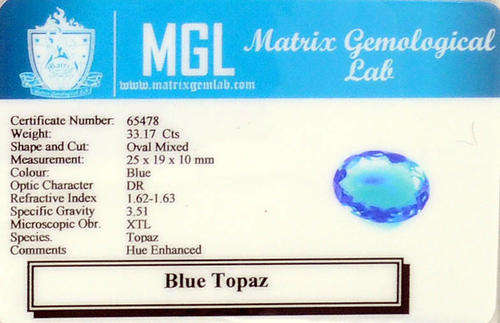 MGL
Matrix Gemological
Lab
www.matrixgemlab.com
Certificate Number: 65478
Weight: 33.17 Cts
Shape and Cut: Oval Mixed
Measurement: 25 x 19 x 10 mm
Colour: Blue
Optic Character DR
Refractive Index 1.62-1.63
Specific Gravity 3.51
Microscopic Obr. XTL
Species. Topaz
Comments Hue Enhanced
Blue Topaz